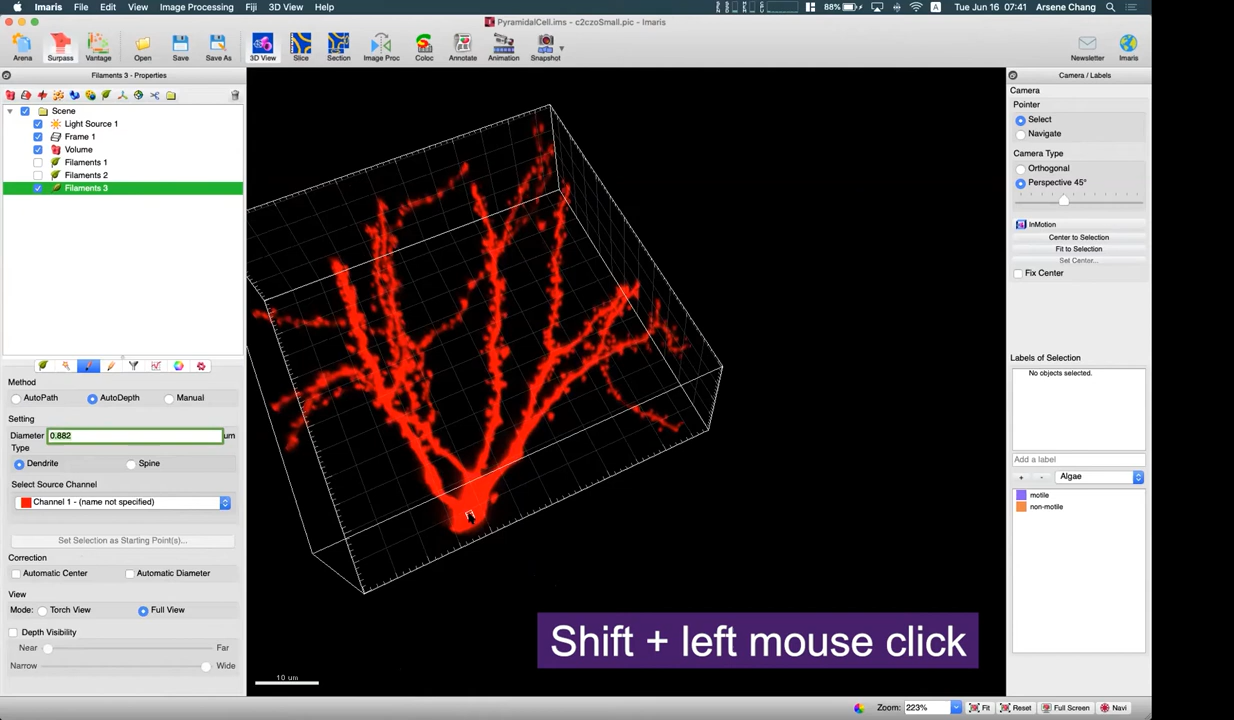 Imaris File Edit Window Image Processing Fiji 3D View Help 88% A Tue Jun 16 07:41 Arsene Chang
PyramidalCell.ims - c2czoSmall.pic - Imaris
Arena Surpass Vantage Open Save Save As 3D View Slice Section Image Proc Coloc Annotate Animation Snapshot Newsletter Imaris
Filaments 3 - Properties
Camera / Labels
Scene
Light Source 1
Frame 1
Volume
Filaments 1
Filaments 2
Filaments 3
Method
AutoPath AutoDepth Manual
Setting
Diameter 0.882 um
Type
Dendrite Spine
Select Source Channel
Channel 1 - (name not specified)
Set Selection as Starting Point(s)...
Correction
Automatic Center Automatic Diameter
View
Mode: Torch View Full View
Depth Visibility
Near Far
Narrow Wide
10 um
Shift + left mouse click
Camera
Pointer
Select
Navigate
Camera Type
Orthogonal
Perspective 45°
InMotion
Center to Selection
Fit to Selection
Set Center...
Fix Center
Labels of Selection
No objects selected.
Add a label
+ - Algae
motile
non-motile
Zoom: 223% Fit Reset Full Screen Navi